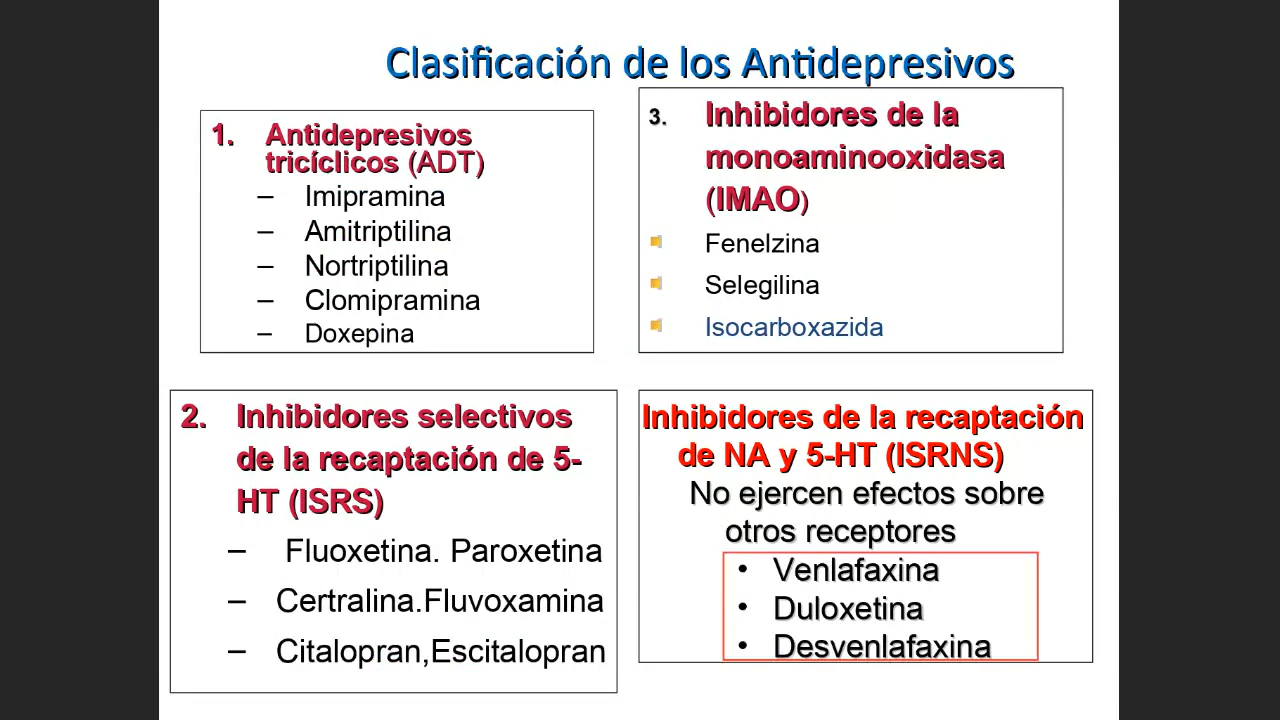 Clasificación de los Antidepresivos
1. Antidepresivos
tricíclicos (ADT)
– Imipramina
– Amitriptilina
– Nortriptilina
– Clomipramina
– Doxepina
2. Inhibidores selectivos
de la recaptación de 5-
HT (ISRS)
– Fluoxetina. Paroxetina
– Certralina.Fluvoxamina
– Citalopran,Escitalopran
3. Inhibidores de la
monoaminooxidasa
(IMAO)
Fenelzina
Selegilina
Isocarboxazida
Inhibidores de la recaptación
de NA y 5-HT (ISRNS)
No ejercen efectos sobre
otros receptores
• Venlafaxina
• Duloxetina
• Desvenlafaxina